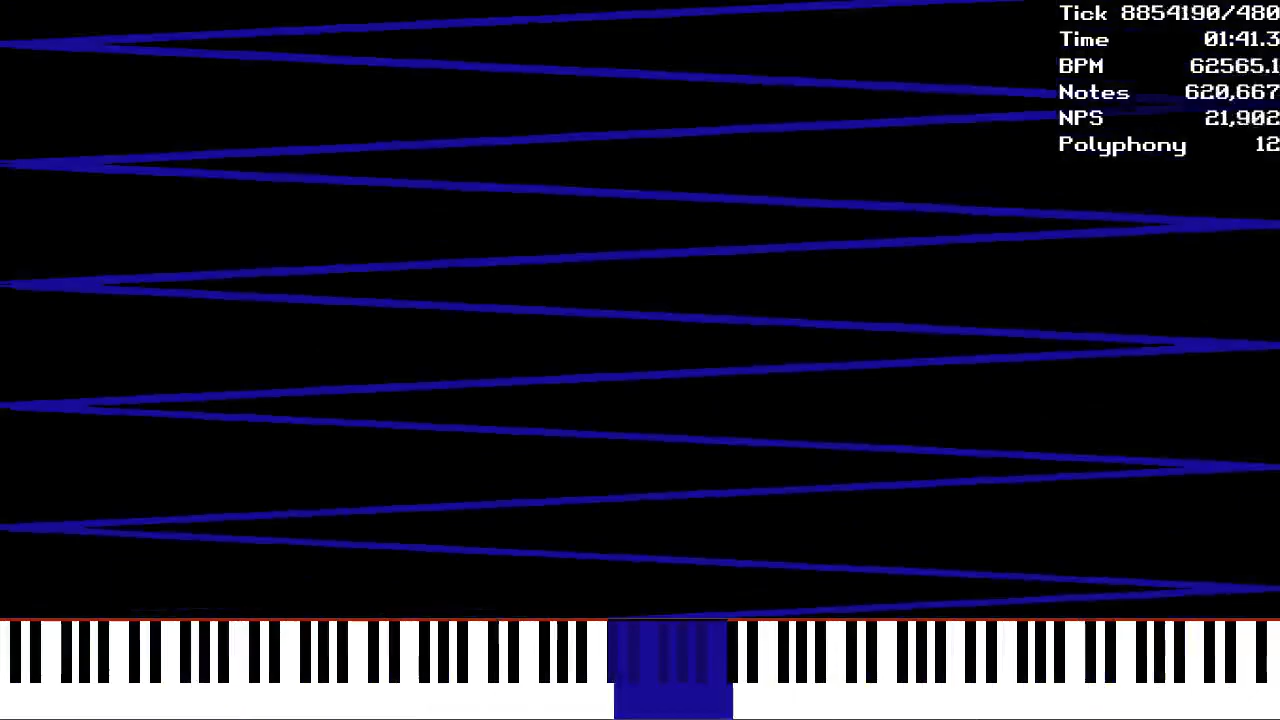 Tick 8854190/480
Time 01:41.3
BPM 62565.1
Notes 620,667
NPS 21,902
Polyphony 12